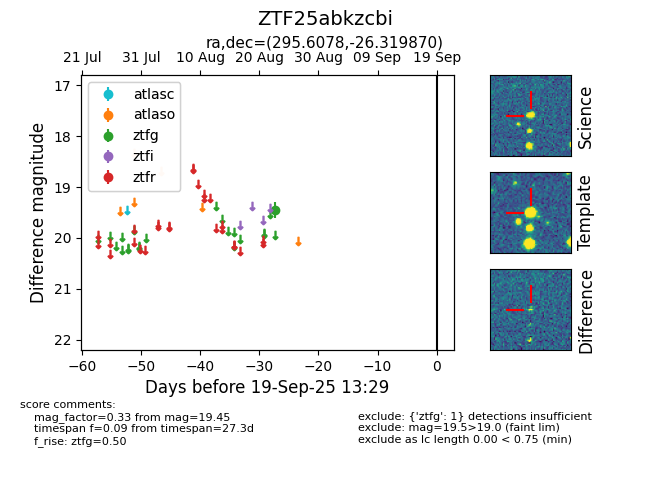 ZTF25abkzcbi
ra,dec=(295.6078,-26.319870)
21 Jul 31 Jul 10 Aug 20 Aug 30 Aug 09 Sep 19 Sep
17
18
19
20
21
22
Difference magnitude
atlasc
atlaso
ztfg
ztfi
ztfr
−60 −50 −40 −30 −20 −10 0
Days before 19-Sep-25 13:29
Science
Template
Difference
score comments:
mag_factor=0.33 from mag=19.45
timespan f=0.09 from timespan=27.3d
f_rise: ztfg=0.50
exclude: {'ztfg': 1} detections insufficient
exclude: mag=19.5>19.0 (faint lim)
exclude as lc length 0.00 < 0.75 (min)